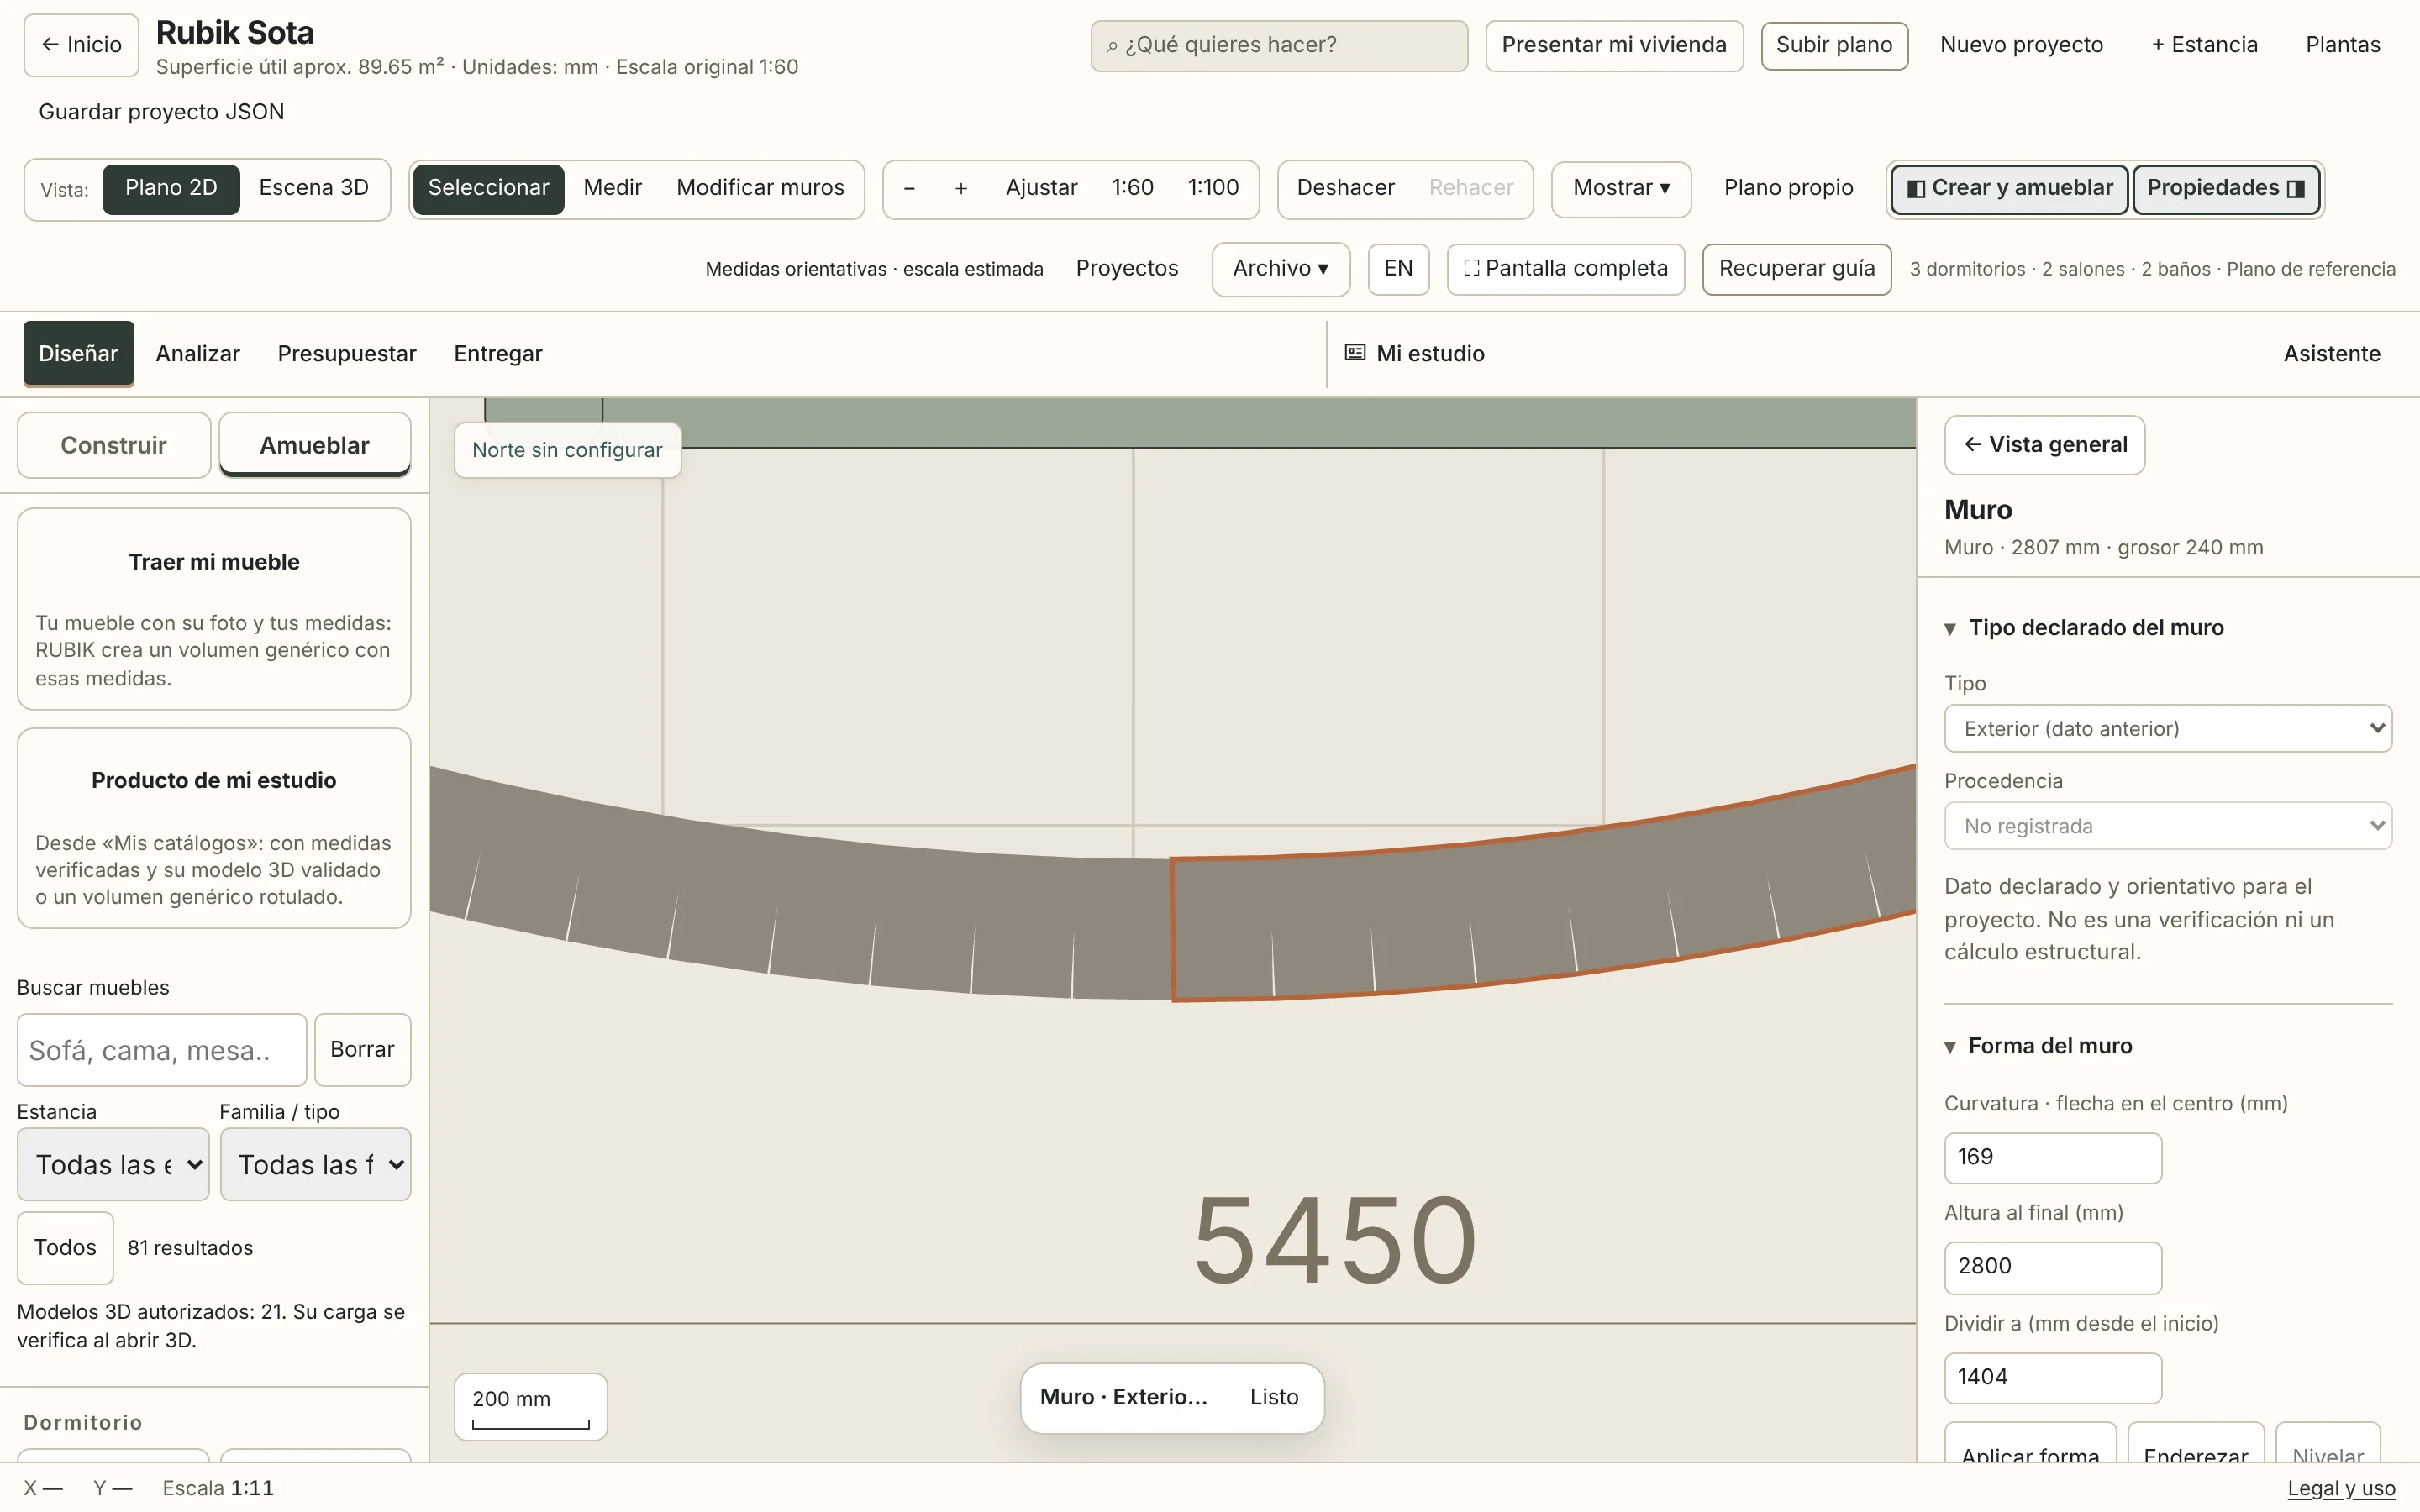 ← Inicio
Rubik Sota
Superficie útil aprox. 89.65 m² · Unidades: mm · Escala original 1:60
¿Qué quieres hacer?
Presentar mi vivienda
Subir plano
Nuevo proyecto
+ Estancia
Plantas
Guardar proyecto JSON
Vista:
Plano 2D
Escena 3D
Seleccionar
Medir
Modificar muros
− + Ajustar 1:60 1:100
Deshacer
Rehacer
Mostrar ▾
Plano propio
Crear y amueblar
Propiedades
Medidas orientativas · escala estimada
Proyectos
Archivo ▾
EN
Pantalla completa
Recuperar guía
3 dormitorios · 2 salones · 2 baños · Plano de referencia
Diseñar
Analizar
Presupuestar
Entregar
Mi estudio
Asistente
Construir
Amueblar
Traer mi mueble
Tu mueble con su foto y tus medidas:
RUBIK crea un volumen genérico con
esas medidas.
Producto de mi estudio
Desde «Mis catálogos»: con medidas
verificadas y su modelo 3D validado
o un volumen genérico rotulado.
Buscar muebles
Sofá, cama, mesa..
Borrar
Estancia
Familia / tipo
Todas las e
Todas las f
Todos
81 resultados
Modelos 3D autorizados: 21. Su carga se
verifica al abrir 3D.
Dormitorio
Norte sin configurar
5450
200 mm
Muro · Exterio...
Listo
← Vista general
Muro
Muro · 2807 mm · grosor 240 mm
▼ Tipo declarado del muro
Tipo
Exterior (dato anterior)
Procedencia
No registrada
Dato declarado y orientativo para el
proyecto. No es una verificación ni un
cálculo estructural.
▼ Forma del muro
Curvatura · flecha en el centro (mm)
169
Altura al final (mm)
2800
Dividir a (mm desde el inicio)
1404
Aplicar forma
Enderezar
Nivelar
X —
Y —
Escala 1:11
Legal y uso